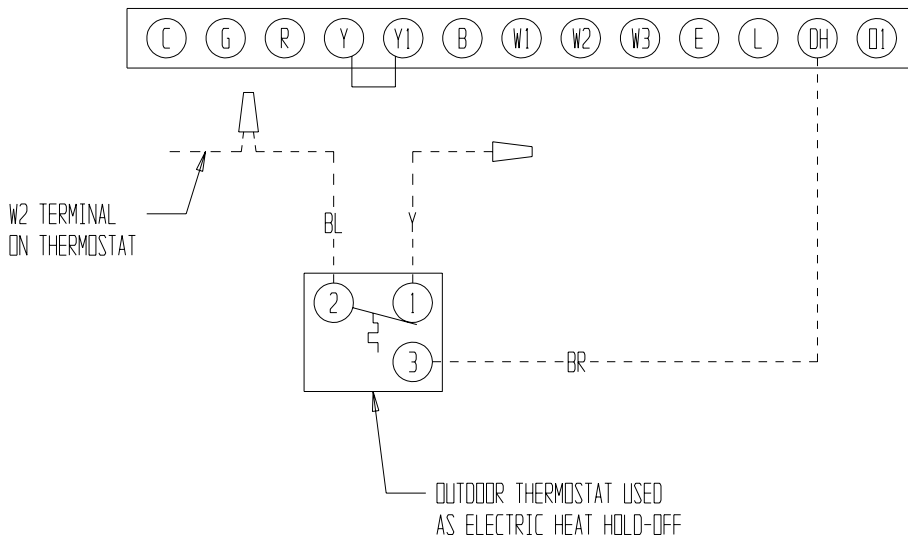 C G R Y Y1 B W1 W2 W3 E L OH O1
W2 TERMINAL
ON THERMOSTAT
BL
Y
2 1
3
BR
OUTDOOR THERMOSTAT USED
AS ELECTRIC HEAT HOLD-OFF